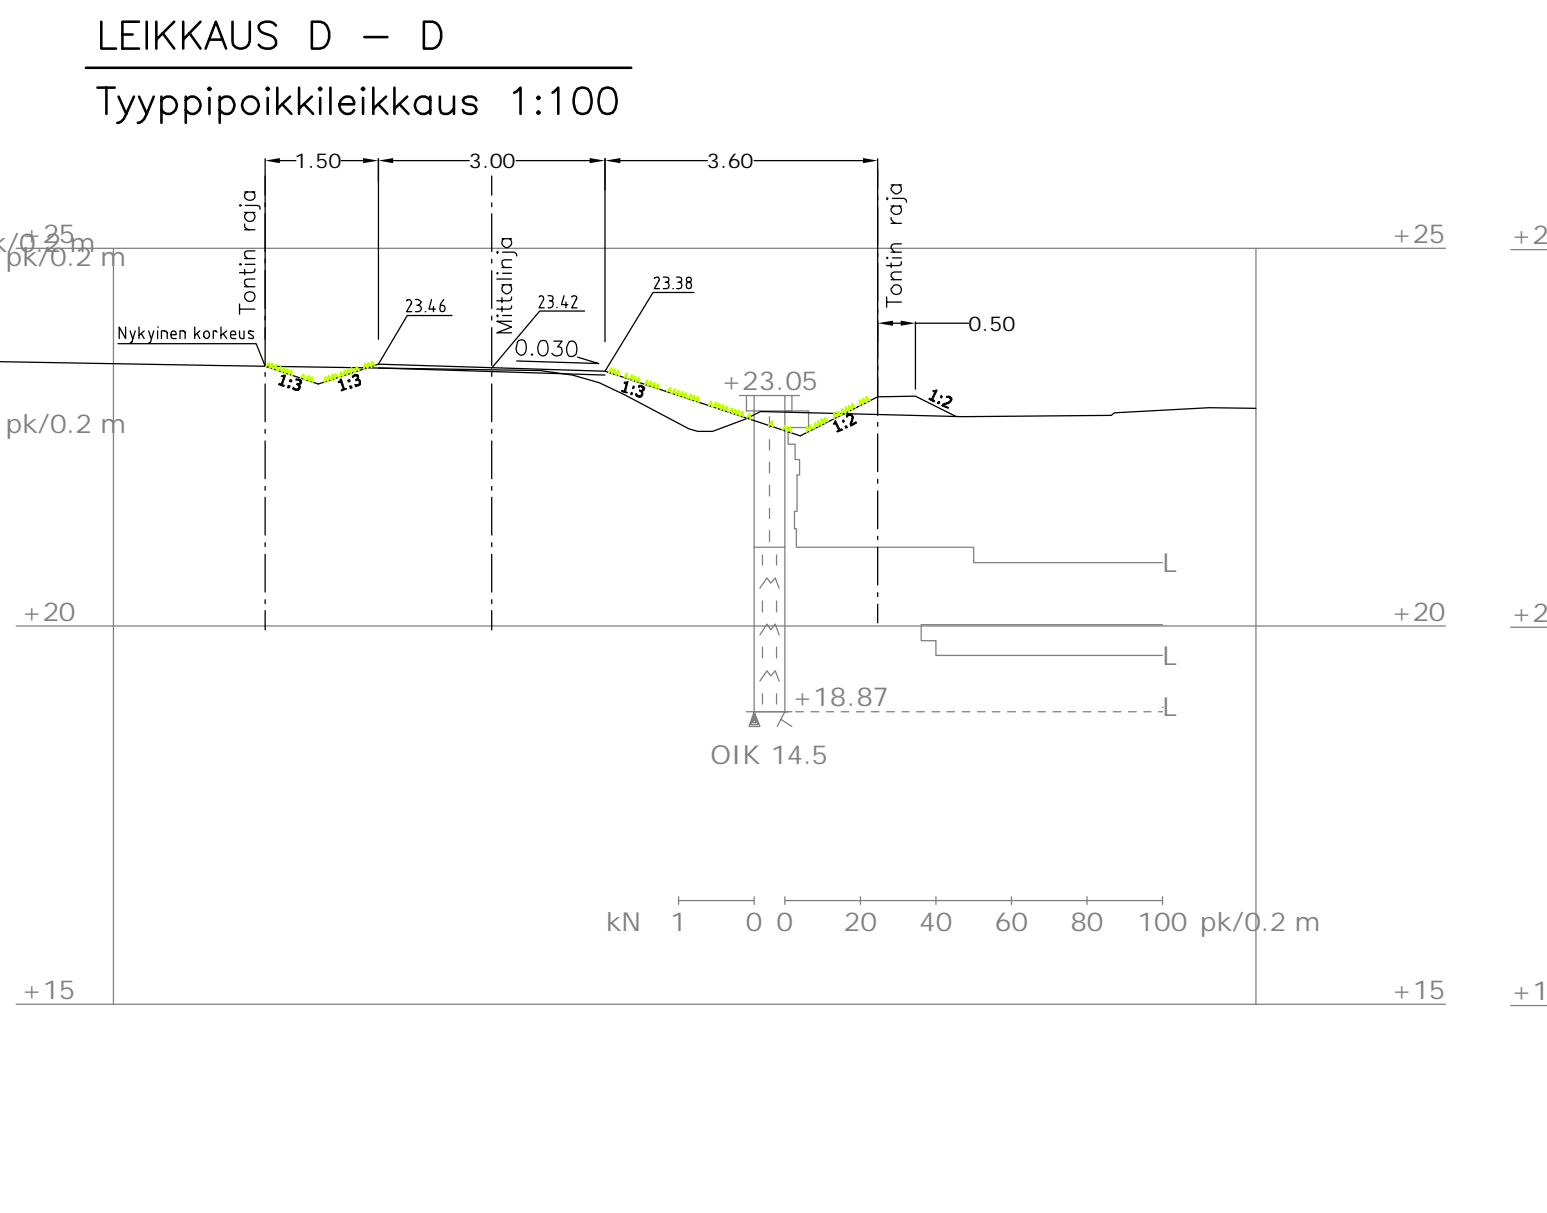 LEIKKAUS D – D
Tyyppipoikkileikkaus 1:100
1.50
3.00
3.60
Tontin raja
Mittalinja
Tontin raja
+25
pk/0.2 m
pk/0.2 m
+25
+2
23.38
23.46
23.42
0.50
Nykyinen korkeus
0.030
1:3
1:3
1:3
+23.05
1:2
1:2
pk/0.2 m
L
+20
+20
+2
L
+18.87
L
OIK 14.5
kN 1 0 0 20 40 60 80 100 pk/0.2 m
+15
+15
+1